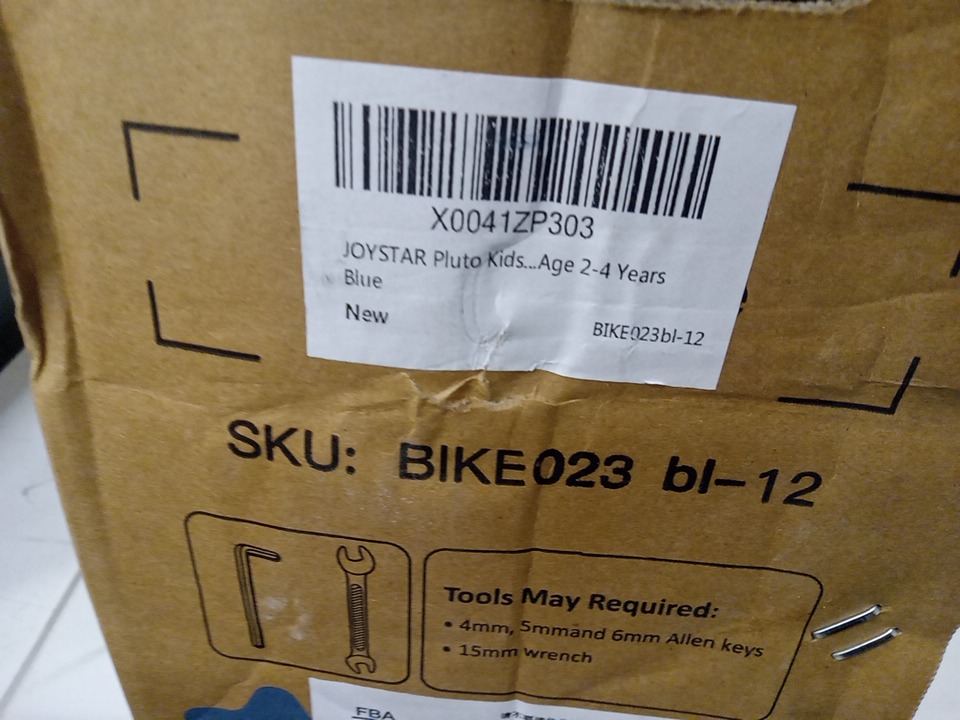 X0041ZP303
JOYSTAR Pluto Kids...Age 2-4 Years
Blue
New
BIKE023bl-12
SKU: BIKE023 bl-12
Tools May Required:
• 4mm, 5mmand 6mm Allen keys
• 15mm wrench
FBA